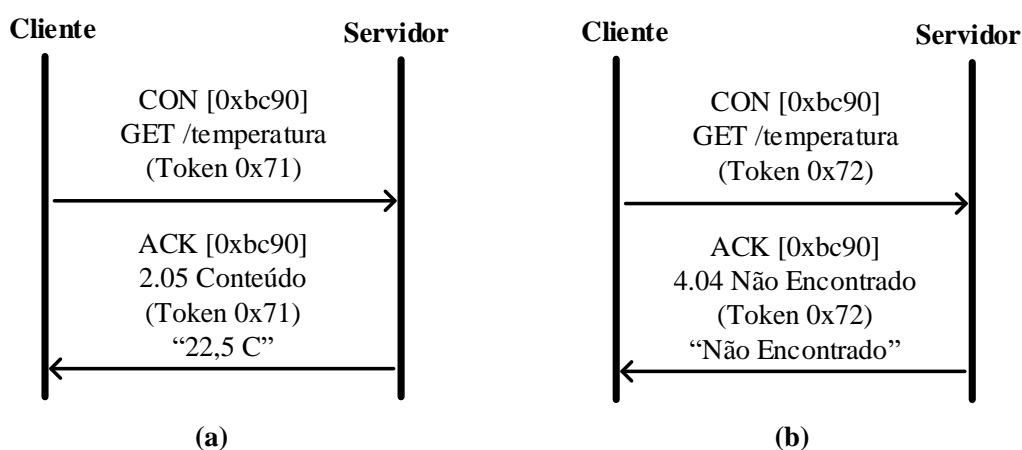 Cliente
Servidor
CON [0xbc90]
GET /temperatura
(Token 0x71)
ACK [0xbc90]
2.05 Conteúdo
(Token 0x71)
“22,5 C”
(a)
Cliente
Servidor
CON [0xbc90]
GET /temperatura
(Token 0x72)
ACK [0xbc90]
4.04 Não Encontrado
(Token 0x72)
“Não Encontrado”
(b)